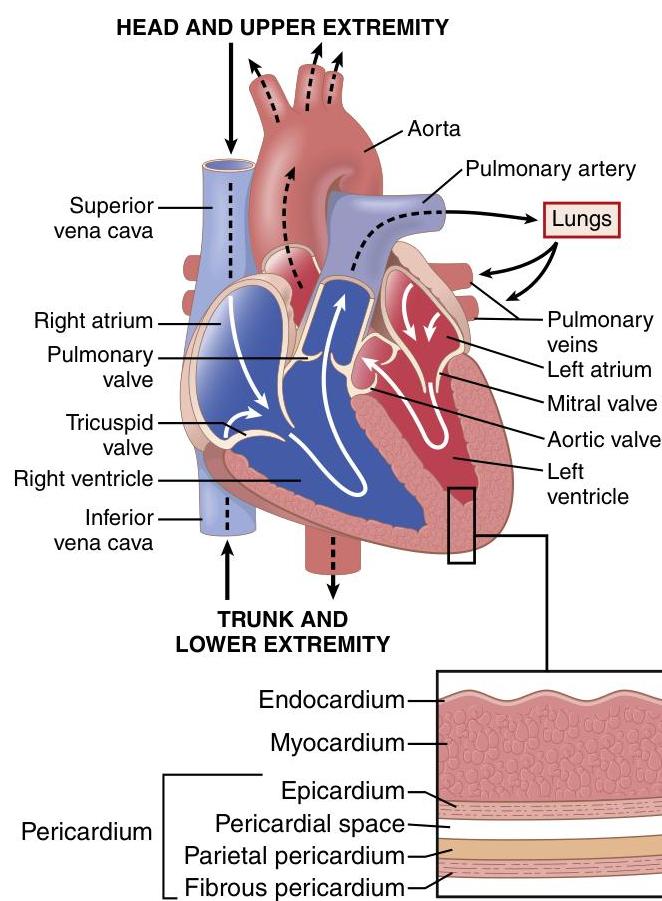 HEAD AND UPPER EXTREMITY
Aorta
Pulmonary artery
Superior
vena cava
Lungs
Right atrium
Pulmonary
valve
Tricuspid
valve
Right ventricle
Inferior
vena cava
Pulmonary
veins
Left atrium
Mitral valve
Aortic valve
Left
ventricle
TRUNK AND
LOWER EXTREMITY
Endocardium
Myocardium
Epicardium
Pericardium
Pericardial space
Parietal pericardium
Fibrous pericardium